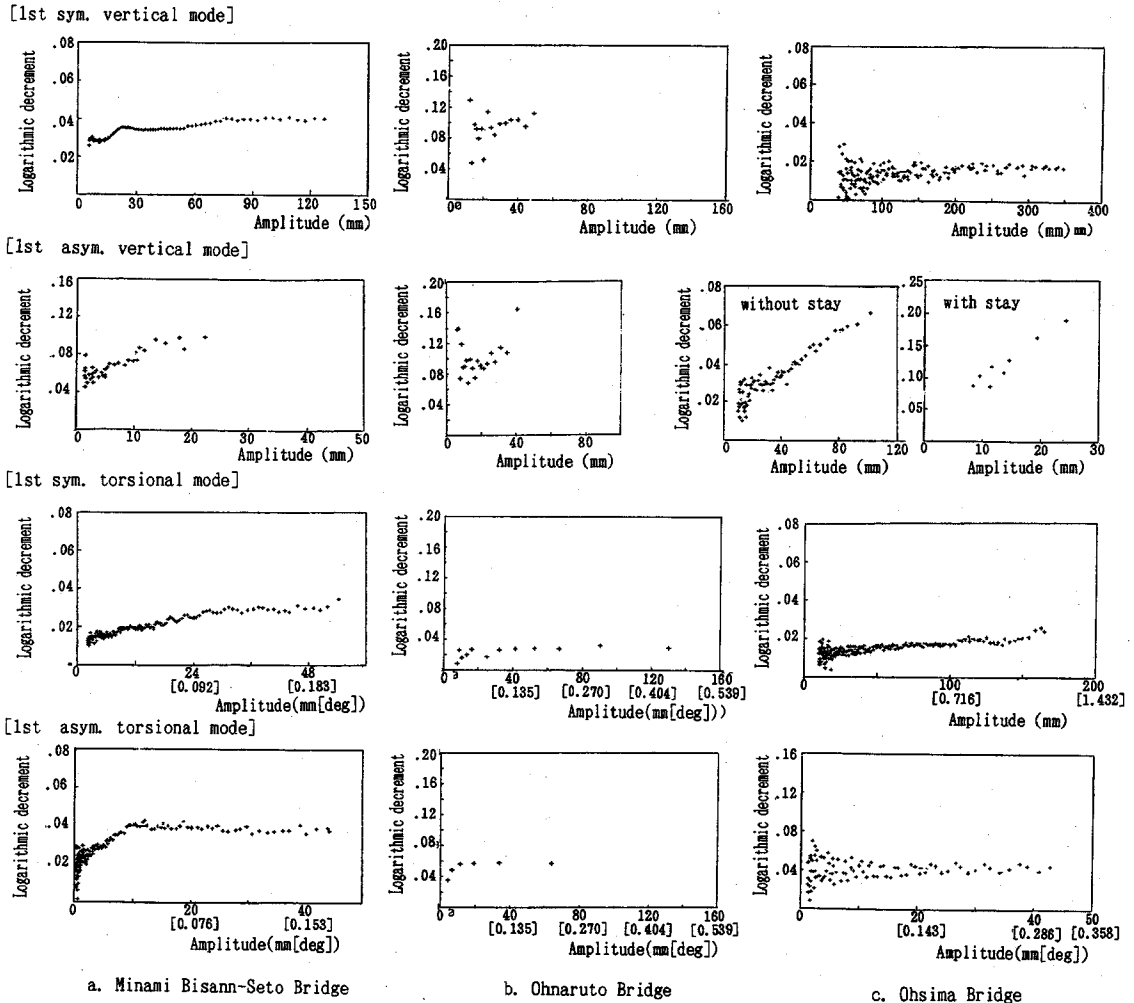 [1st sym. vertical mode]
Logarithmic decrement
.08
.06
.04
.02
0 30 60 90 120 150
Amplitude (mm) mm
Logarithmic decrement
.20
.16
.12
.08
.04
0 40 80 120 160
Amplitude (mm)
Logarithmic decrement
.08
.06
.04
.02
0 100 200 300 400
Amplitude (mm) mm)
[1st asym. vertical mode]
Logarithmic decrement
.16
.12
.08
.04
0 10 20 30 40 50
Amplitude (mm)
Logarithmic decrement
.20
.16
.12
.08
.04
0 40 80
Amplitude (mm)
Logarithmic decrement
without stay
.08
.06
.04
.02
0 40 80 120
Amplitude (mm)
with stay
.25
.20
.15
.10
.05
0 10 20 30
Amplitude (mm)
[1st sym. torsional mode]
Logarithmic decrement
.08
.06
.04
.02
0 24 48
[0.092] [0.183]
Amplitude(mm[deg])
Logarithmic decrement
.20
.16
.12
.08
.04
0 40 80 120 160
[0.135] [0.270] [0.404] [0.539]
Amplitude(mm[deg]))
Logarithmic decrement
.08
.06
.04
.02
0 100 200
[0.716] [1.432]
Amplitude (mm)
[1st asym. torsional mode]
Logarithmic decrement
.08
.06
.04
.02
0 20 40
[0.076] [0.153]
Amplitude(mm[deg])
Logarithmic decrement
.20
.16
.12
.08
.04
0 40 80 120 160
[0.135] [0.270] [0.404] [0.539]
Amplitude(mm[deg])
Logarithmic decrement
.16
.12
.08
.04
0 20 40 50
[0.143] [0.286] [0.358]
Amplitude(mm[deg])
a. Minami Bisann-Seto Bridge
b. Ohnaruto Bridge
c. Ohsima Bridge